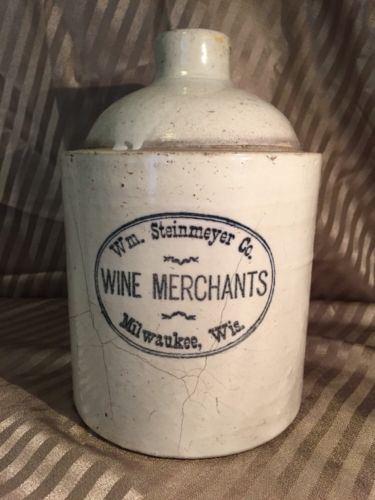 Wm. Steinmeyer Co.
WINE MERCHANTS
Milwaukee, Wis.